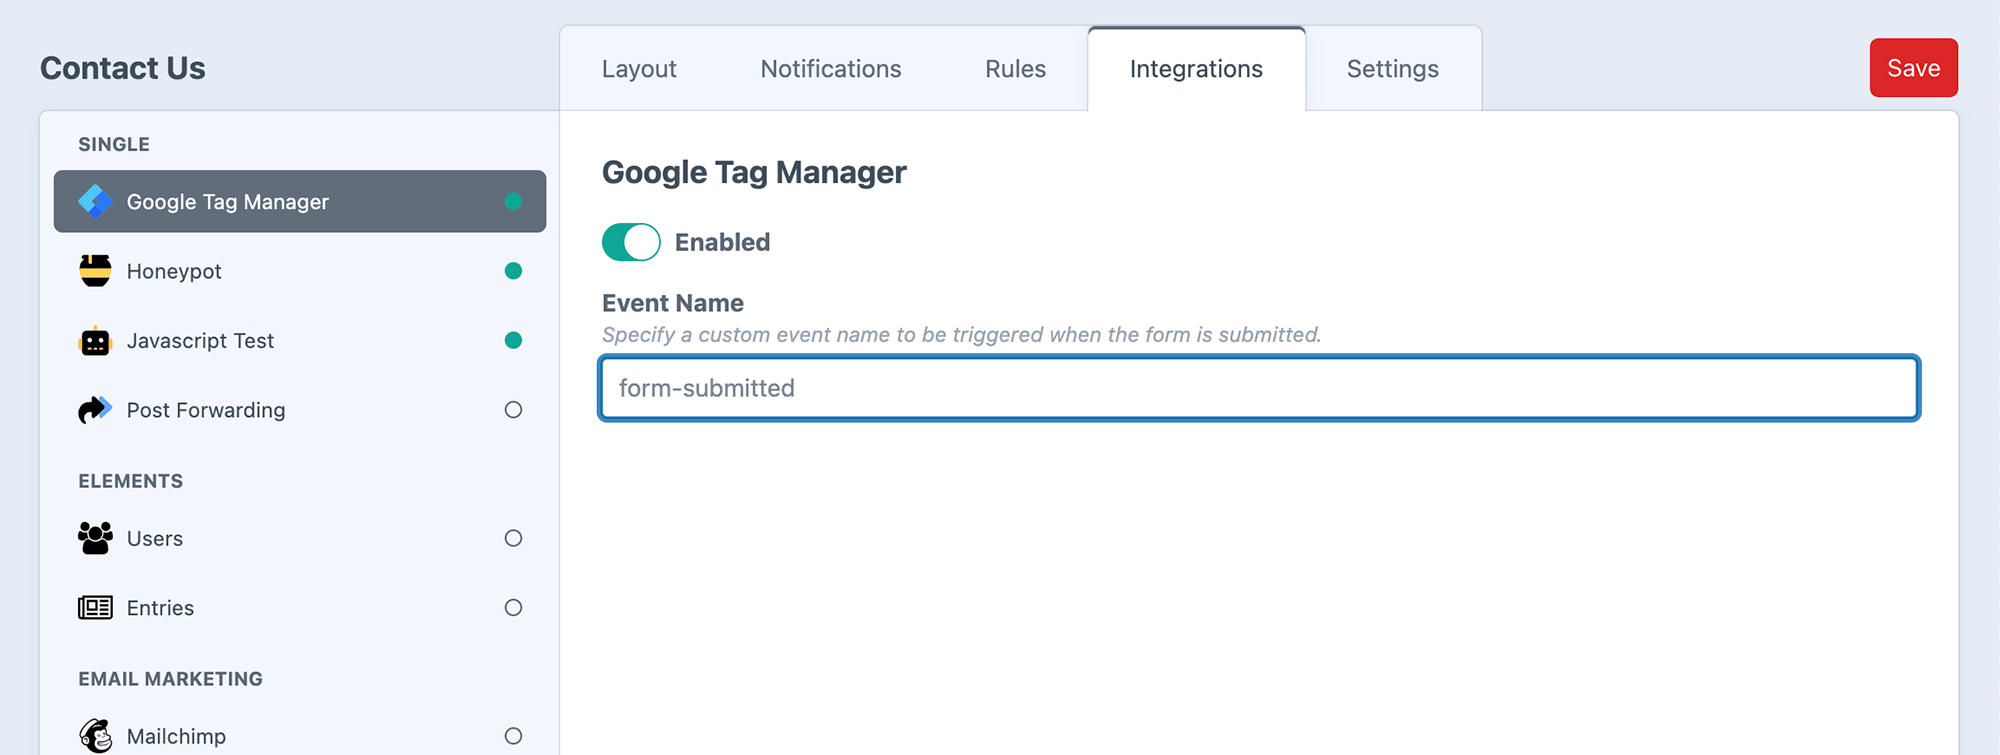 Contact Us
Layout
Notifications
Rules
Integrations
Settings
Save
SINGLE
Google Tag Manager
Honeypot
Javascript Test
Post Forwarding
ELEMENTS
Users
Entries
EMAIL MARKETING
Mailchimp
Google Tag Manager
Enabled
Event Name
Specify a custom event name to be triggered when the form is submitted.
form-submitted